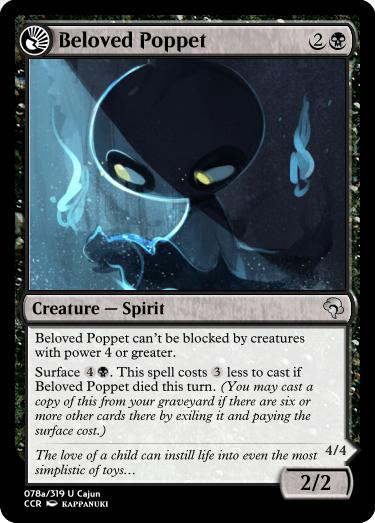 Beloved Poppet 2
Creature — Spirit
Beloved Poppet can't be blocked by creatures
with power 4 or greater.
Surface 4. This spell costs 3 less to cast if
Beloved Poppet died this turn. (You may cast a
copy of this from your graveyard if there are six
or more other cards there by exiling it and paying
the surface cost.)
The love of a child can instill life into even the most
simplistic of toys…
4/4
2/2
078a/319 U Cajun
CCR KAPPANUKI